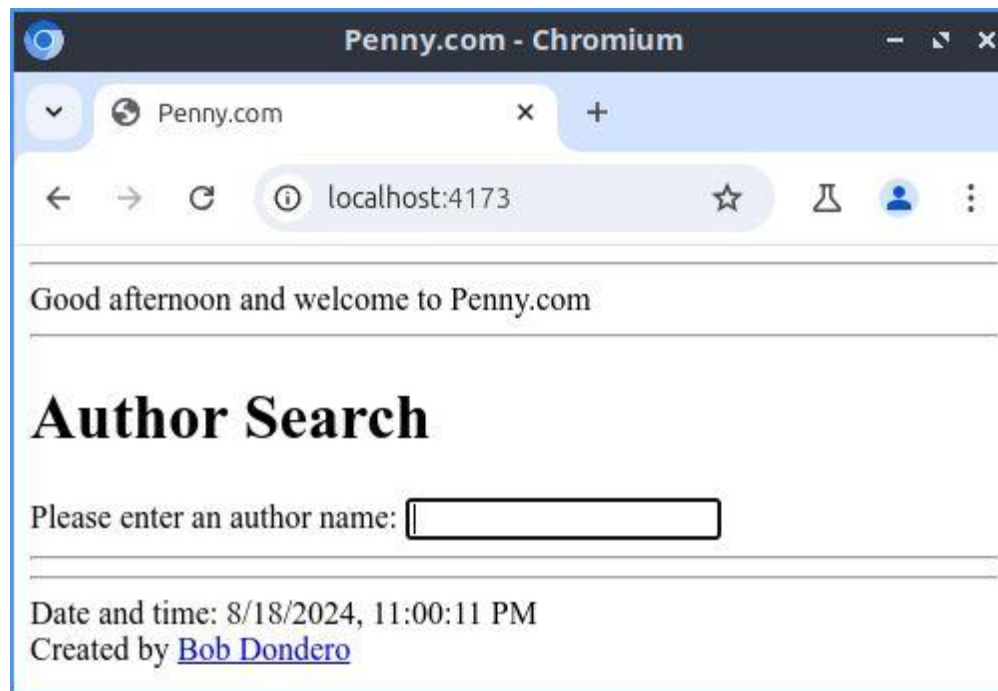 Penny.com - Chromium
Penny.com
localhost:4173
Good afternoon and welcome to Penny.com
Author Search
Please enter an author name:
Date and time: 8/18/2024, 11:00:11 PM
Created by Bob Dondero